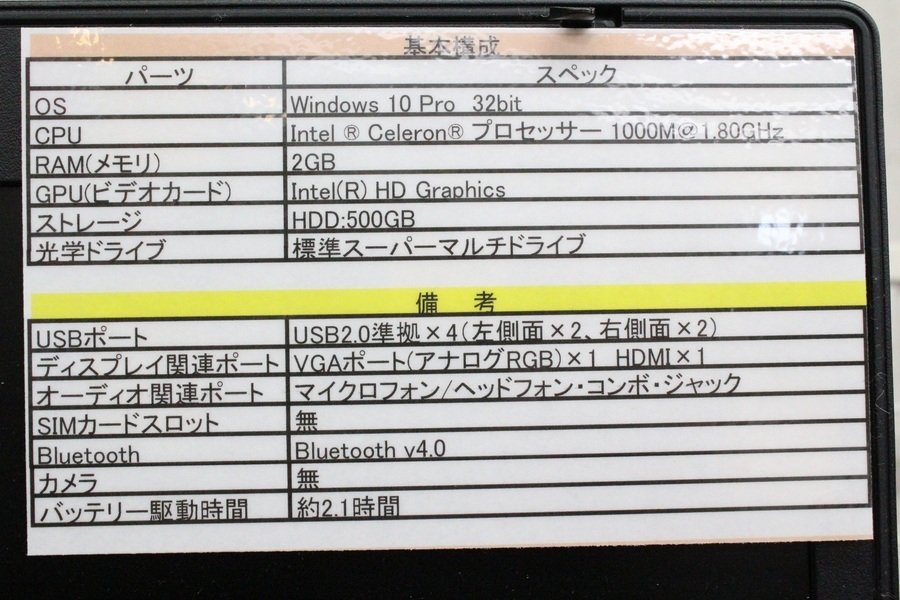 基本構成
パーツ スペック
OS Windows 10 Pro 32bit
CPU Intel ® Celeron® プロセッサー 1000M@1.80GHz
RAM(メモリ) 2GB
GPU(ビデオカード) Intel(R) HD Graphics
ストレージ HDD:500GB
光学ドライブ 標準スーパーマルチドライブ
備 考
USBポート USB2.0準拠×4(左側面×2、右側面×2)
ディスプレイ関連ポート VGAポート(アナログRGB)×1 HDMI×1
オーディオ関連ポート マイクロフォン/ヘッドフォン・コンボ・ジャック
SIMカードスロット 無
Bluetooth Bluetooth v4.0
カメラ 無
バッテリー駆動時間 約2.1時間